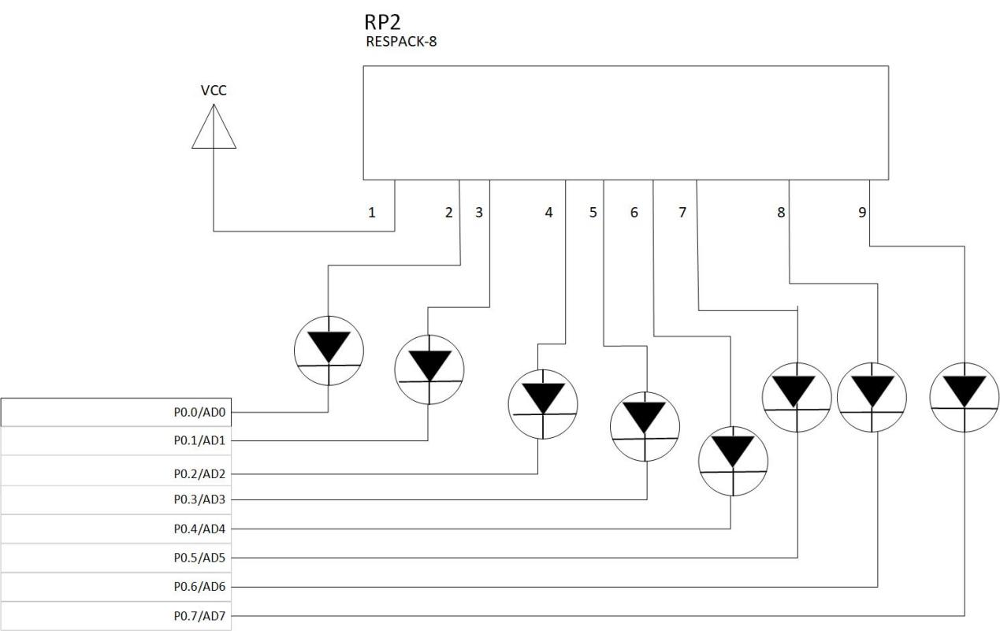 RP2
RESPACK-8
VCC
1 2 3 4 5 6 7 8 9
P0.0/AD0
P0.1/AD1
P0.2/AD2
P0.3/AD3
P0.4/AD4
P0.5/AD5
P0.6/AD6
P0.7/AD7